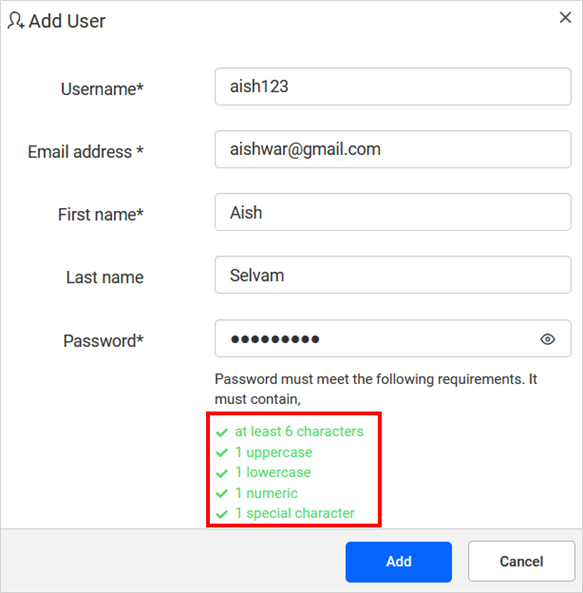 Add User
Username*
aish123
Email address *
aishwar@gmail.com
First name*
Aish
Last name
Selvam
Password*
●●●●●●●●●
Password must meet the following requirements. It
must contain,
at least 6 characters
1 uppercase
1 lowercase
1 numeric
1 special character
Add
Cancel